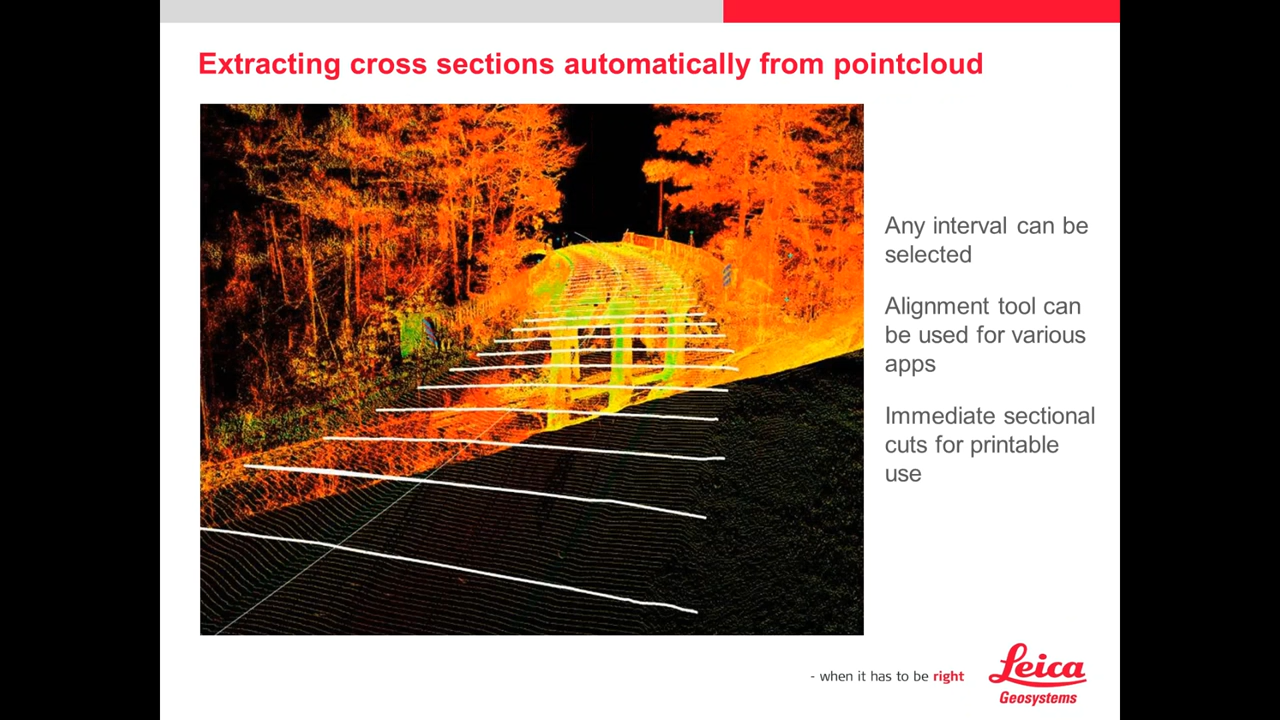 Extracting cross sections automatically from pointcloud
Any interval can be
selected
Alignment tool can
be used for various
apps
Immediate sectional
cuts for printable
use
- when it has to be right
Leica
Geosystems